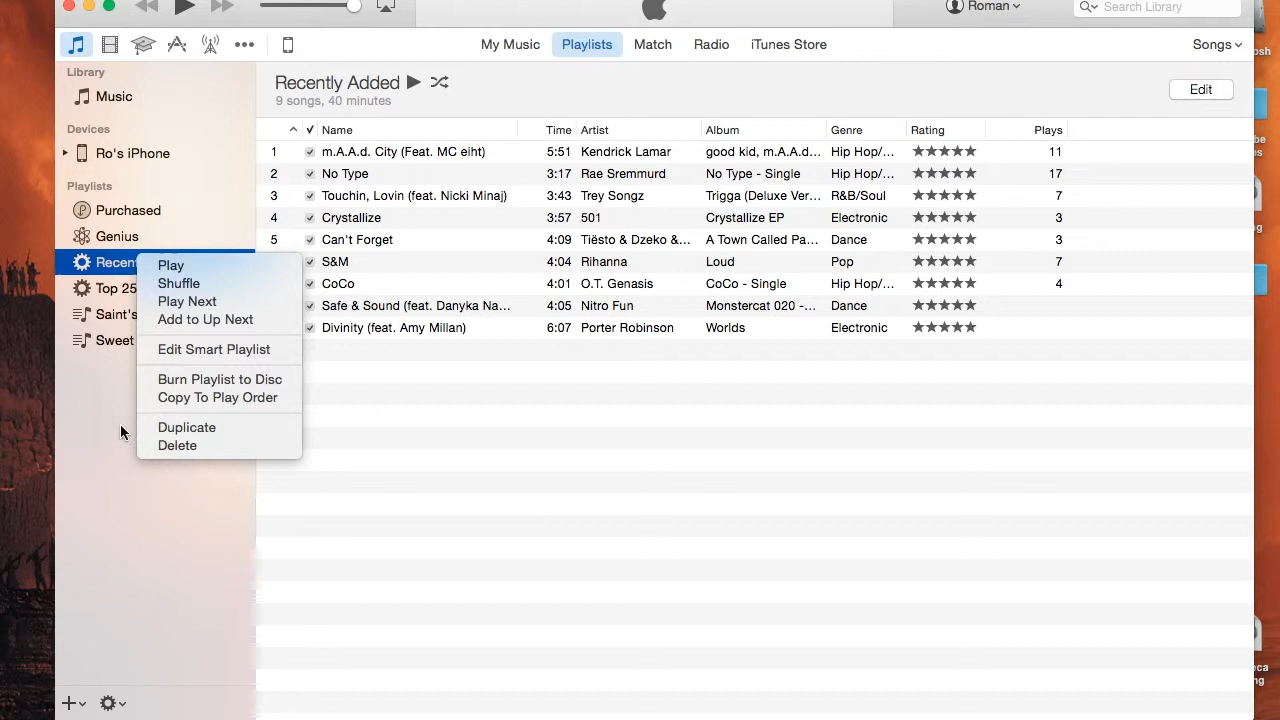 Roman
Search Library
My Music Playlists Match Radio iTunes Store
Songs
Library
Music
Devices
Ro's iPhone
Playlists
Purchased
Genius
Recen
Top 25
Saint's
Sweet
Play
Shuffle
Play Next
Add to Up Next
Edit Smart Playlist
Burn Playlist to Disc
Copy To Play Order
Duplicate
Delete
Recently Added
9 songs, 40 minutes
Edit
Name Time Artist Album Genre Rating Plays
1 m.A.A.d. City (Feat. MC eiht) 5:51 Kendrick Lamar good kid, m.A.A.d... Hip Hop/... ★★★★★ 11
2 No Type 3:17 Rae Sremmurd No Type - Single Hip Hop/... ★★★★★ 17
3 Touchin, Lovin (feat. Nicki Minaj) 3:43 Trey Songz Trigga (Deluxe Ver... R&B/Soul ★★★★★ 7
4 Crystallize 3:57 501 Crystallize EP Electronic ★★★★★ 3
5 Can't Forget 4:09 Tiësto & Dzeko &... A Town Called Pa... Dance ★★★★★ 3
S&M 4:04 Rihanna Loud Pop ★★★★★ 7
CoCo 4:01 O.T. Genasis CoCo - Single Hip Hop/... ★★★★★ 4
Safe & Sound (feat. Danyka Na... 4:05 Nitro Fun Monstercat 020 -... Dance ★★★★★
Divinity (feat. Amy Millan) 6:07 Porter Robinson Worlds Electronic ★★★★★